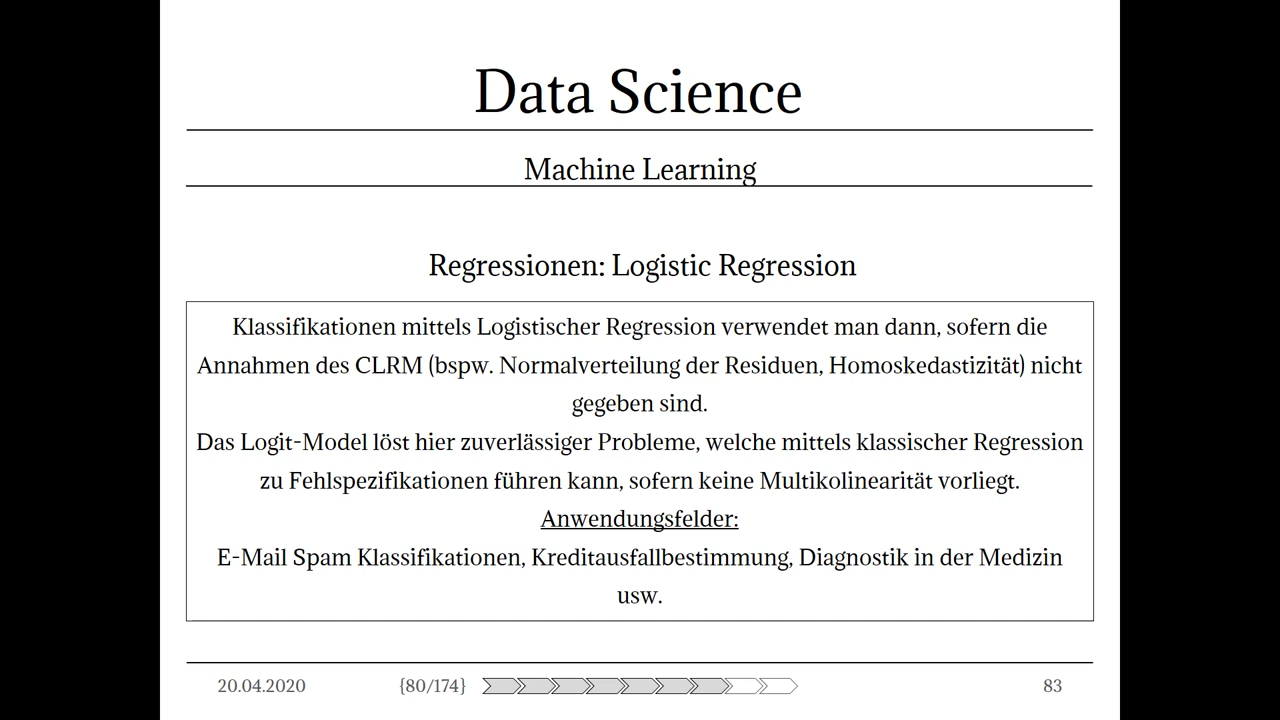 Data Science
Machine Learning
Regressionen: Logistic Regression
Klassifikationen mittels Logistischer Regression verwendet man dann, sofern die
Annahmen des CLRM (bspw. Normalverteilung der Residuen, Homoskedastizität) nicht
gegeben sind.
Das Logit-Model löst hier zuverlässiger Probleme, welche mittels klassischer Regression
zu Fehlspezifikationen führen kann, sofern keine Multikolinearität vorliegt.
Anwendungsfelder:
E-Mail Spam Klassifikationen, Kreditausfallbestimmung, Diagnostik in der Medizin
usw.
20.04.2020 {80/174} 83